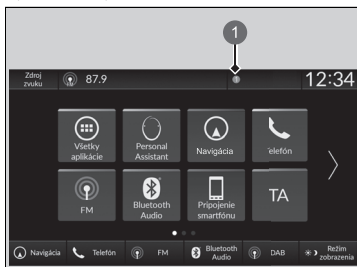 1
Zdroj
zvuku
87.9
12:34
Všetky
aplikácie
Personal
Assistant
Navigácia
elefón
FM
Bluetooth
Audio
Pripojenie
smartfónu
TA
Navigácia
Telefón
FM
Bluetooth
Audio
DAB
Režim
zobrazenia